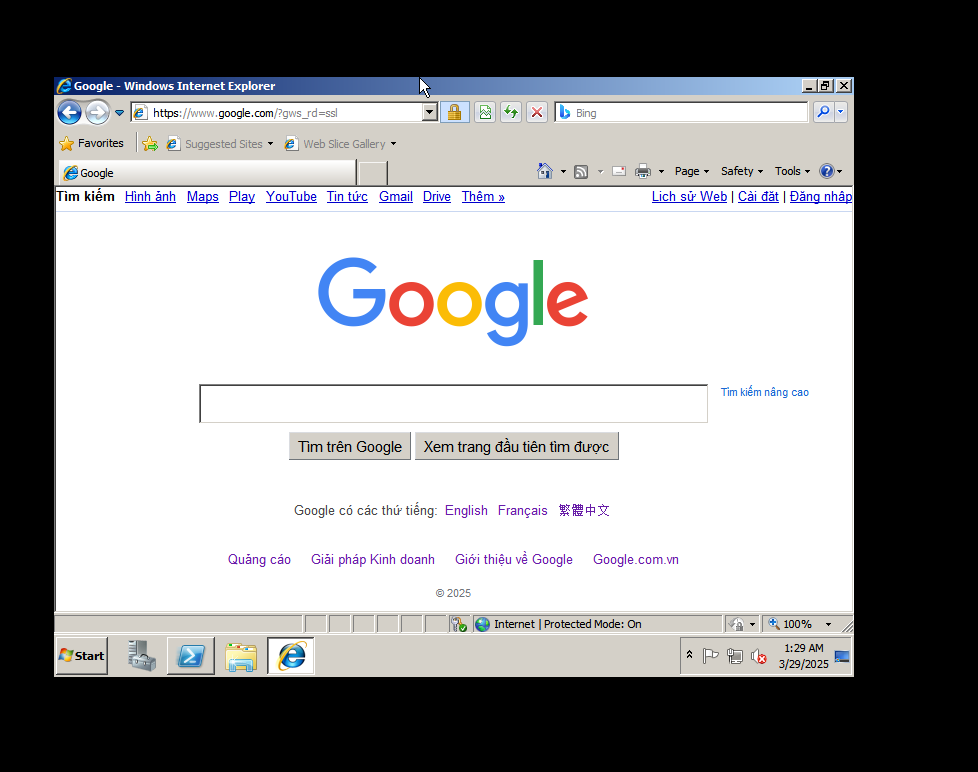 Google - Windows Internet Explorer
https://www.google.com/?gws_rd=ssl
Bing
Favorites Suggested Sites Web Slice Gallery
Google Page Safety Tools
Tìm kiếm Hình ảnh Maps Play YouTube Tin tức Gmail Drive Thêm » Lịch sử Web | Cài đặt | Đăng nhập
Google
Tìm kiếm nâng cao
Tìm trên Google Xem trang đầu tiên tìm được
Google có các thứ tiếng: English Français 繁體中文
Quảng cáo Giải pháp Kinh doanh Giới thiệu về Google Google.com.vn
© 2025
Internet | Protected Mode: On 100%
Start 1:29 AM
3/29/2025